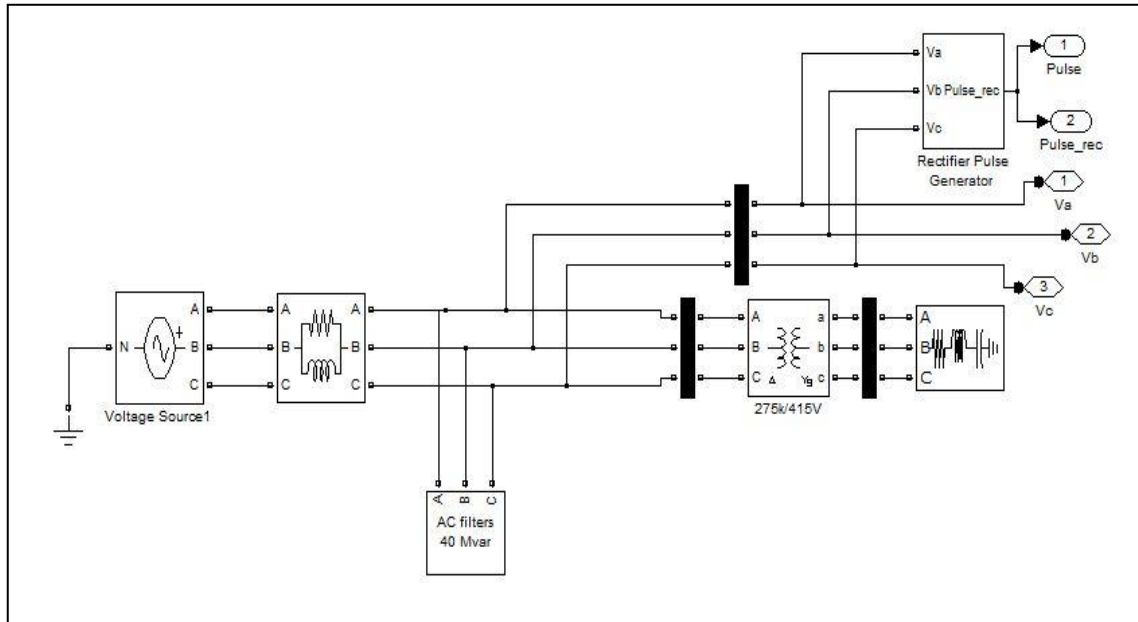 Va
Vb Pulse_rec
Vc
Rectifier Pulse
Generator
1
Pulse
2
Pulse_rec
1
Va
2
Vb
3
Vc
N
+
A
B
C
Voltage Source1
A
B
C
A
B
C
A
B
C
AC filters
40 Mvar
A
B
C
a
b
c
Δ
Yg
275k/415V
A
B
C